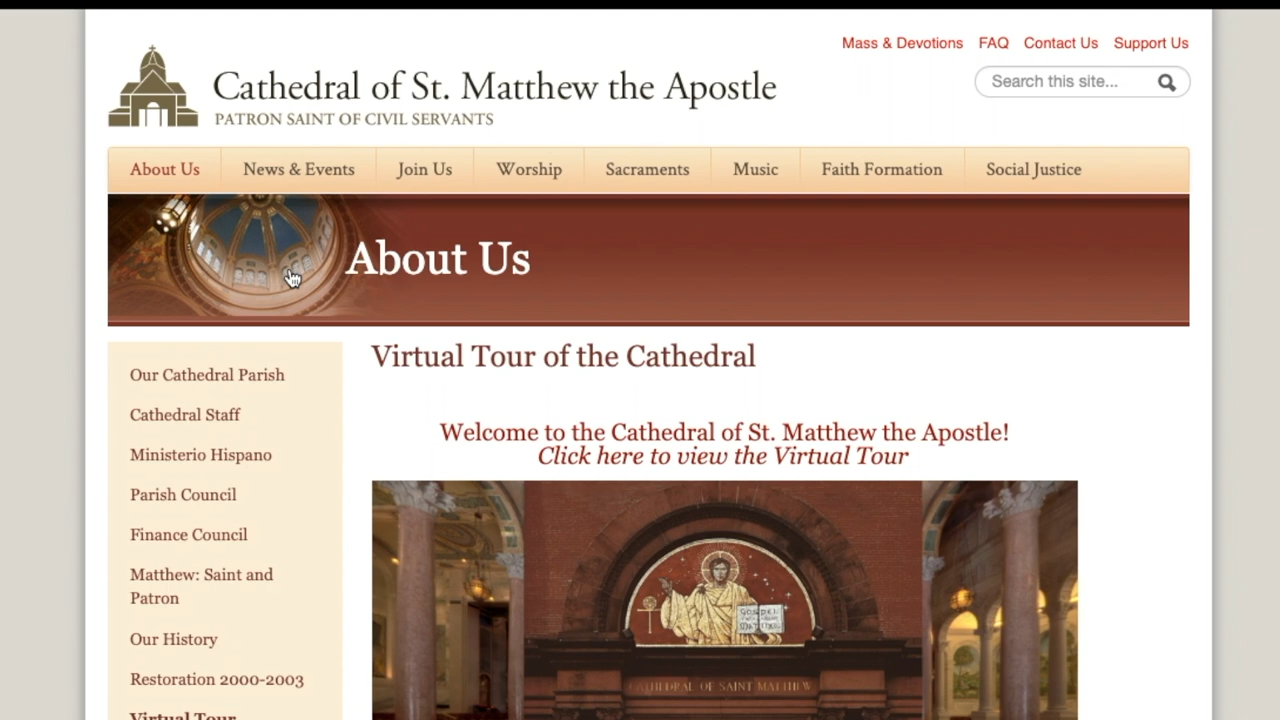 Mass & Devotions FAQ Contact Us Support Us
Cathedral of St. Matthew the Apostle
PATRON SAINT OF CIVIL SERVANTS
Search this site...
About Us News & Events Join Us Worship Sacraments Music Faith Formation Social Justice
About Us
Our Cathedral Parish
Cathedral Staff
Ministerio Hispano
Parish Council
Finance Council
Matthew: Saint and
Patron
Our History
Restoration 2000-2003
Virtual Tour
Virtual Tour of the Cathedral
Welcome to the Cathedral of St. Matthew the Apostle!
Click here to view the Virtual Tour
CATHEDRAL OF SAINT MATTHEW